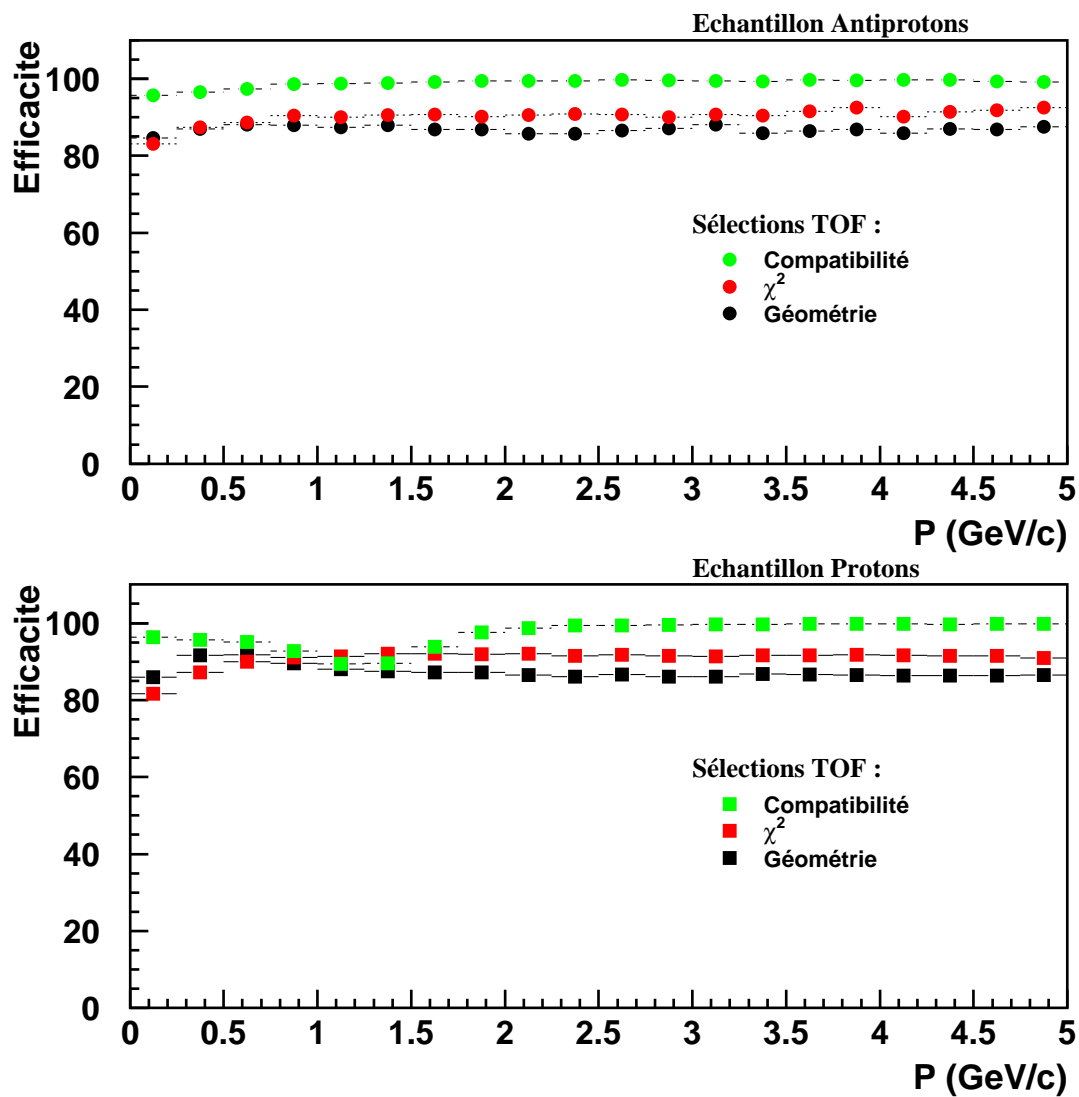 Echantillon Antiprotons
Efficacite
100
80
60
40
20
0
Sélections TOF :
Compatibilité
χ²
Géométrie
0 0.5 1 1.5 2 2.5 3 3.5 4 4.5 5
P (GeV/c)
Echantillon Protons
Efficacite
100
80
60
40
20
0
Sélections TOF :
Compatibilité
χ²
Géométrie
0 0.5 1 1.5 2 2.5 3 3.5 4 4.5 5
P (GeV/c)